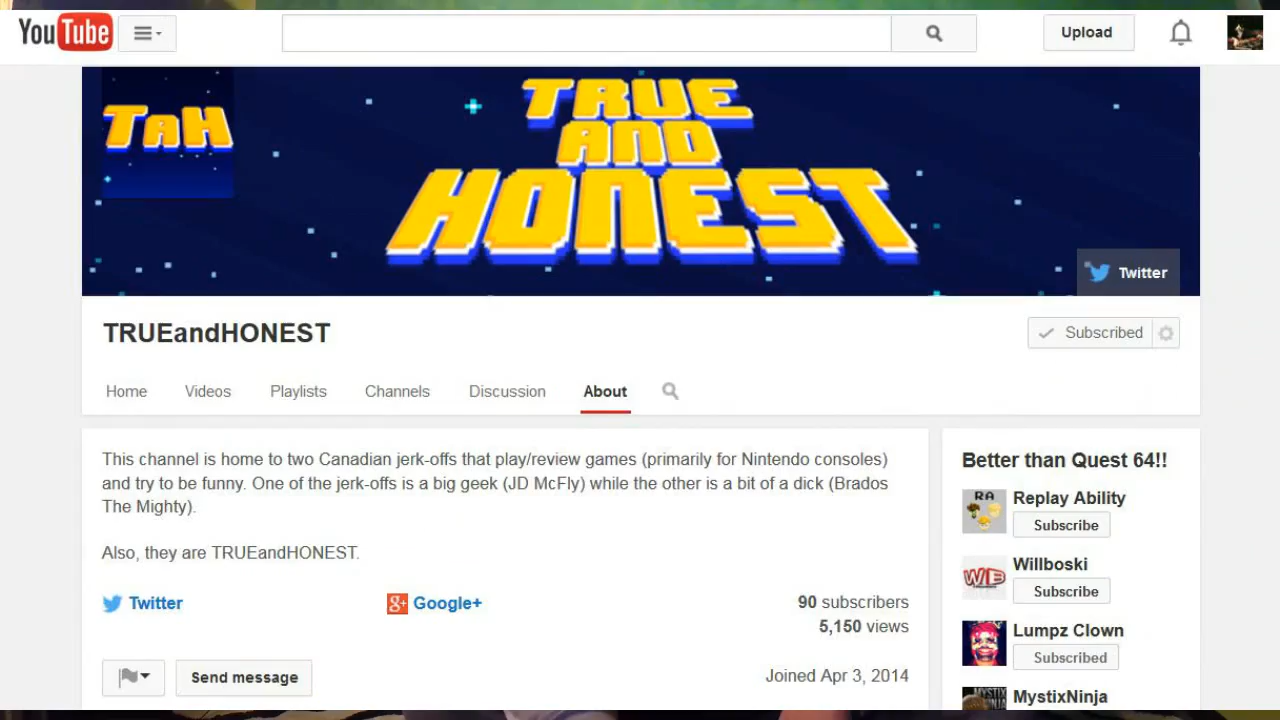 YouTube
Upload
TAH
TRUE
AND
HONEST
Twitter
TRUEandHONEST
Subscribed
Home Videos Playlists Channels Discussion About
This channel is home to two Canadian jerk-offs that play/review games (primarily for Nintendo consoles)
and try to be funny. One of the jerk-offs is a big geek (JD McFly) while the other is a bit of a dick (Brados
The Mighty).
Also, they are TRUEandHONEST.
Twitter Google+ 90 subscribers
5,150 views
Send message Joined Apr 3, 2014
Better than Quest 64!!
RA
Replay Ability
Subscribe
WIB
Willboski
Subscribe
Lumpz Clown
Subscribed
MYSTIX
NINJA
MystixNinja